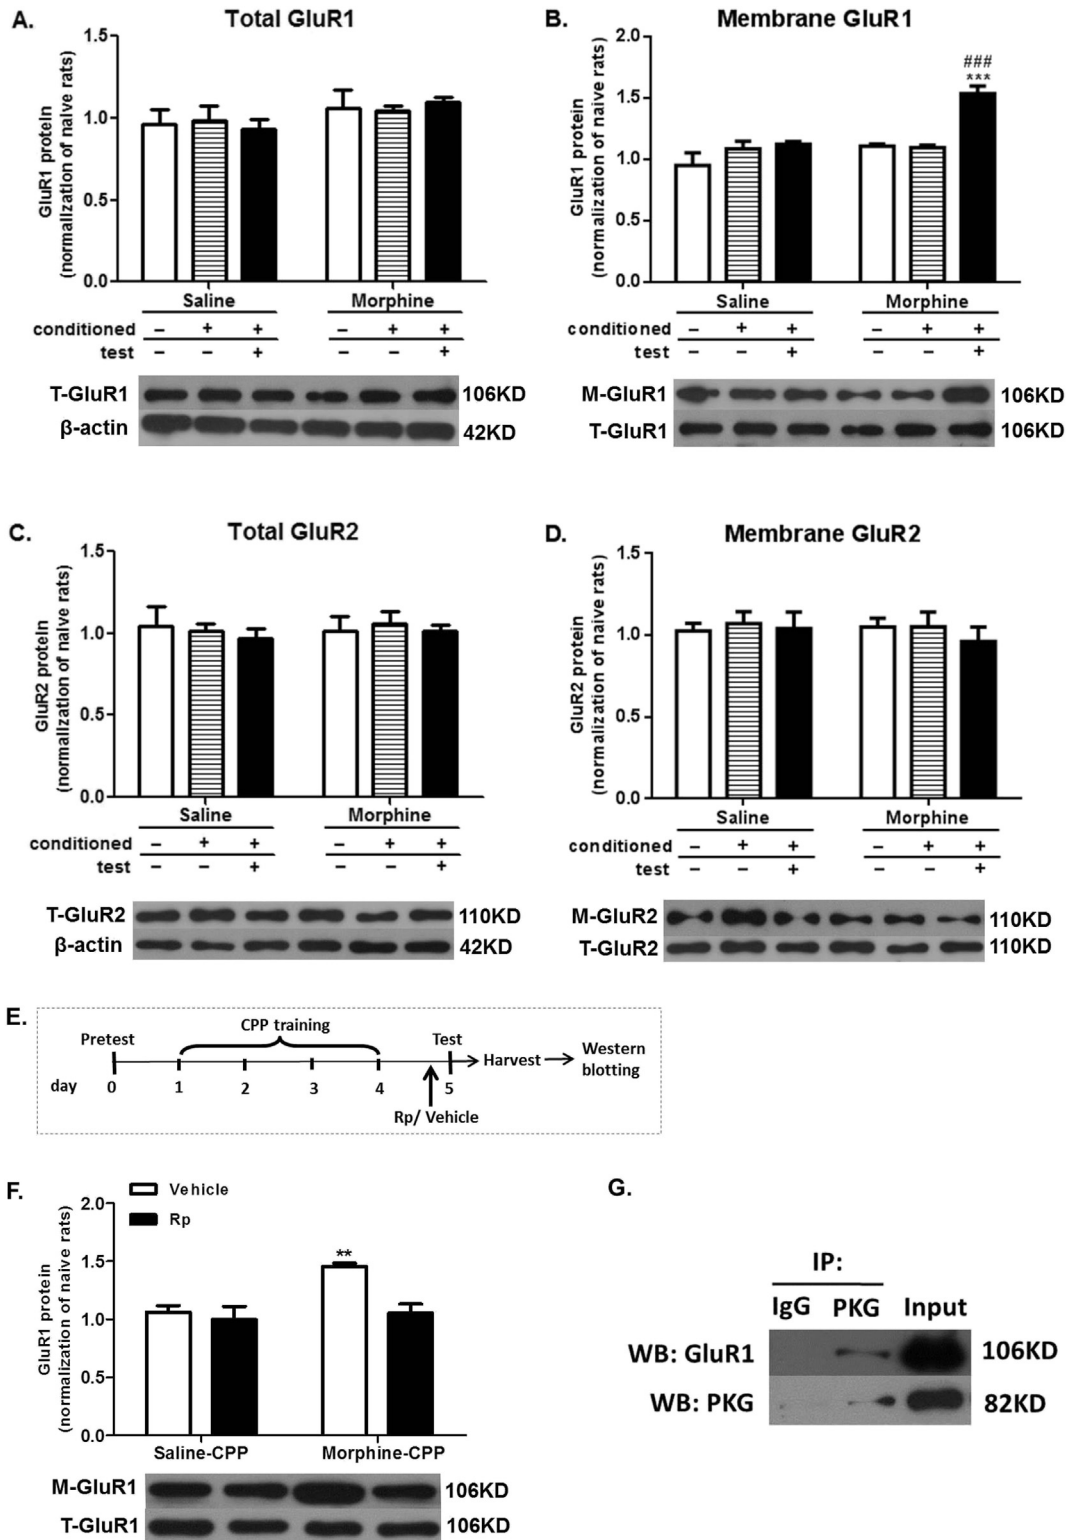 A.
Total GluR1
GluR1 protein
(normalization of naive rats)
1.5
1.0
0.5
0.0
Saline
Morphine
conditioned − + + − + +
test − − + − − +
T-GluR1 106KD
β-actin 42KD
B.
Membrane GluR1
GluR1 protein
(normalization of naive rats)
2.0
1.5
1.0
0.5
0.0
###
***
Saline
Morphine
conditioned − + + − + +
test − − + − − +
M-GluR1 106KD
T-GluR1 106KD
C.
Total GluR2
GluR2 protein
(normalization of naive rats)
1.5
1.0
0.5
0.0
Saline
Morphine
conditioned − + + − + +
test − − + − − +
T-GluR2 110KD
β-actin 42KD
D.
Membrane GluR2
GluR2 protein
(normalization of naive rats)
1.5
1.0
0.5
0.0
Saline
Morphine
conditioned − + + − + +
test − − + − − +
M-GluR2 110KD
T-GluR2 110KD
E.
CPP training
Pretest
Test
Harvest
Western
blotting
day 0 1 2 3 4 5
Rp/ Vehicle
F.
Vehicle
Rp
GluR1 protein
(normalization of naive rats)
2.0
1.5
1.0
0.5
0.0
**
Saline-CPP
Morphine-CPP
M-GluR1 106KD
T-GluR1 106KD
G.
IP:
IgG PKG Input
WB: GluR1 106KD
WB: PKG 82KD